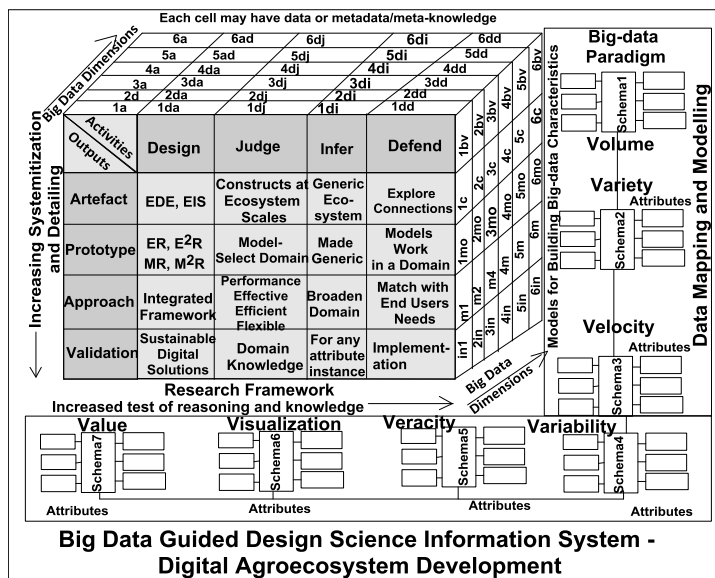 Each cell may have data or metadata/meta-knowledge
Big Data Dimensions
6a 6ad 6dj 6di 6dd
5a 5ad 5dj 5di 5dd
4a 4da 4dj 4di 4dd
3a 3da 3dj 3di 3dd
2d 2da 2dj 2di 2dd
1a 1da 1dj 1di 1dd
Increasing Systemitization
and Detailing
Activities
Outputs
Design Judge Infer Defend
Artefact
EDE, EIS
Constructs at
Ecosystem
Scales
Generic
Eco-
system
Explore
Connections
Prototype
ER, E²R
MR, M²R
Model-
Select Domain
Made
Generic
Models
Work
in a Domain
Approach
Integrated
Framework
Performance
Effective
Efficient
Flexible
Broaden
Domain
Match with
End Users
Needs
Validation
Sustainable
Digital
Solutions
Domain
Knowledge
For any
attribute
instance
Implement-
ation
1bv 2bv 3bv 4bv 5bv 6bv
1c 2c 3c 4c 5c 6c
1mo 2mo 3mo 4mo 5mo 6mo
m1 m2 m4 4m 5m 6m
in1 2in 3in 4in 5in 6in
Research Framework
Increased test of reasoning and knowledge
Big Data
Dimensions
Models for Building Big-data Characteristics
Big-data
Paradigm
Schema1
Volume
Variety
Attributes
Schema2
Velocity
Attributes
Schema3
Data Mapping and Modelling
Value
Schema7
Attributes
Visualization
Schema6
Attributes
Veracity
Schema5
Attributes
Variability
Schema4
Attributes
Big Data Guided Design Science Information System -
Digital Agroecosystem Development